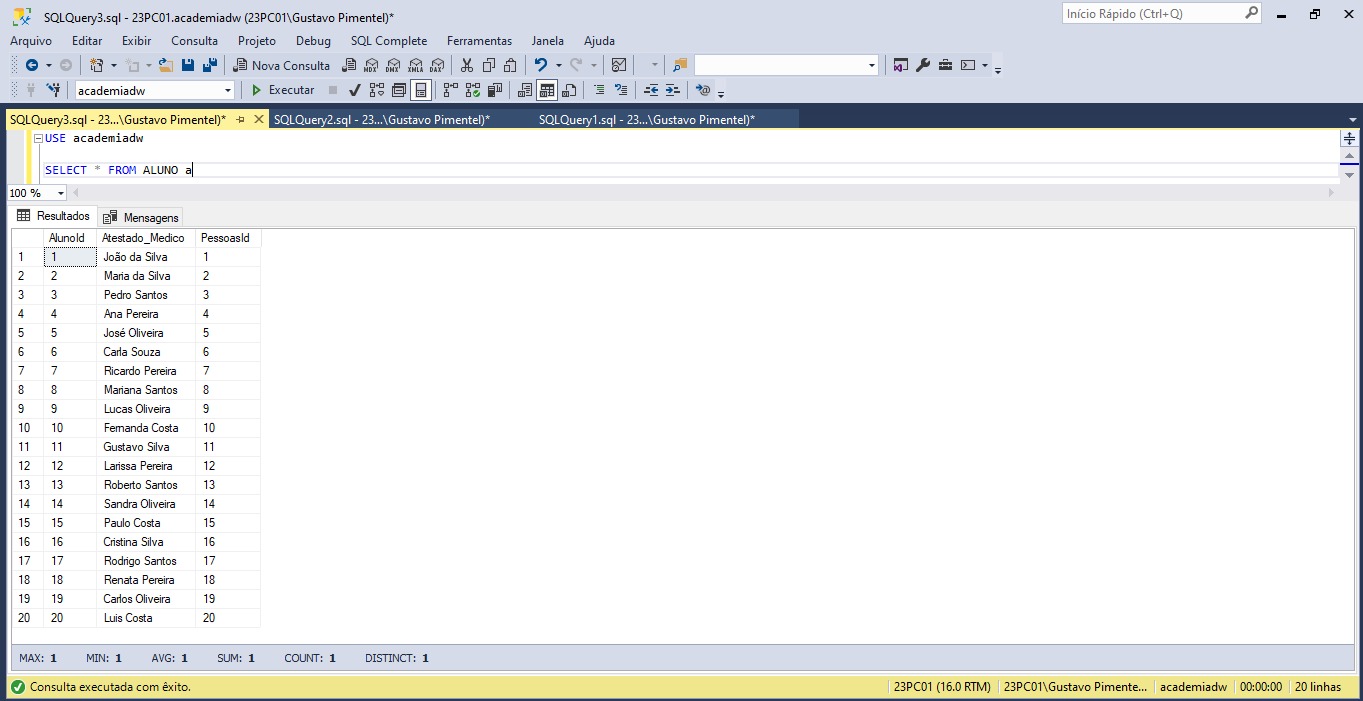 SQLQuery3.sql - 23PC01.academiadw (23PC01\Gustavo Pimentel)*
Início Rápido (Ctrl+Q)
Arquivo Editar Exibir Consulta Projeto Debug SQL Complete Ferramentas Janela Ajuda
Nova Consulta MDX DMX XMLA DAX
academiadw Executar
SQLQuery3.sql - 23...\Gustavo Pimentel)* SQLQuery2.sql - 23...\Gustavo Pimentel)* SQLQuery1.sql - 23...\Gustavo Pimentel)*
USE academiadw
SELECT * FROM ALUNO a
100 %
Resultados Mensagens
AlunoId Atestado_Medico PessoasId
1 1 João da Silva 1
2 2 Maria da Silva 2
3 3 Pedro Santos 3
4 4 Ana Pereira 4
5 5 José Oliveira 5
6 6 Carla Souza 6
7 7 Ricardo Pereira 7
8 8 Mariana Santos 8
9 9 Lucas Oliveira 9
10 10 Fernanda Costa 10
11 11 Gustavo Silva 11
12 12 Larissa Pereira 12
13 13 Roberto Santos 13
14 14 Sandra Oliveira 14
15 15 Paulo Costa 15
16 16 Cristina Silva 16
17 17 Rodrigo Santos 17
18 18 Renata Pereira 18
19 19 Carlos Oliveira 19
20 20 Luis Costa 20
MAX: 1 MIN: 1 AVG: 1 SUM: 1 COUNT: 1 DISTINCT: 1
Consulta executada com êxito. 23PC01 (16.0 RTM) 23PC01\Gustavo Pimente... academiadw 00:00:00 20 linhas